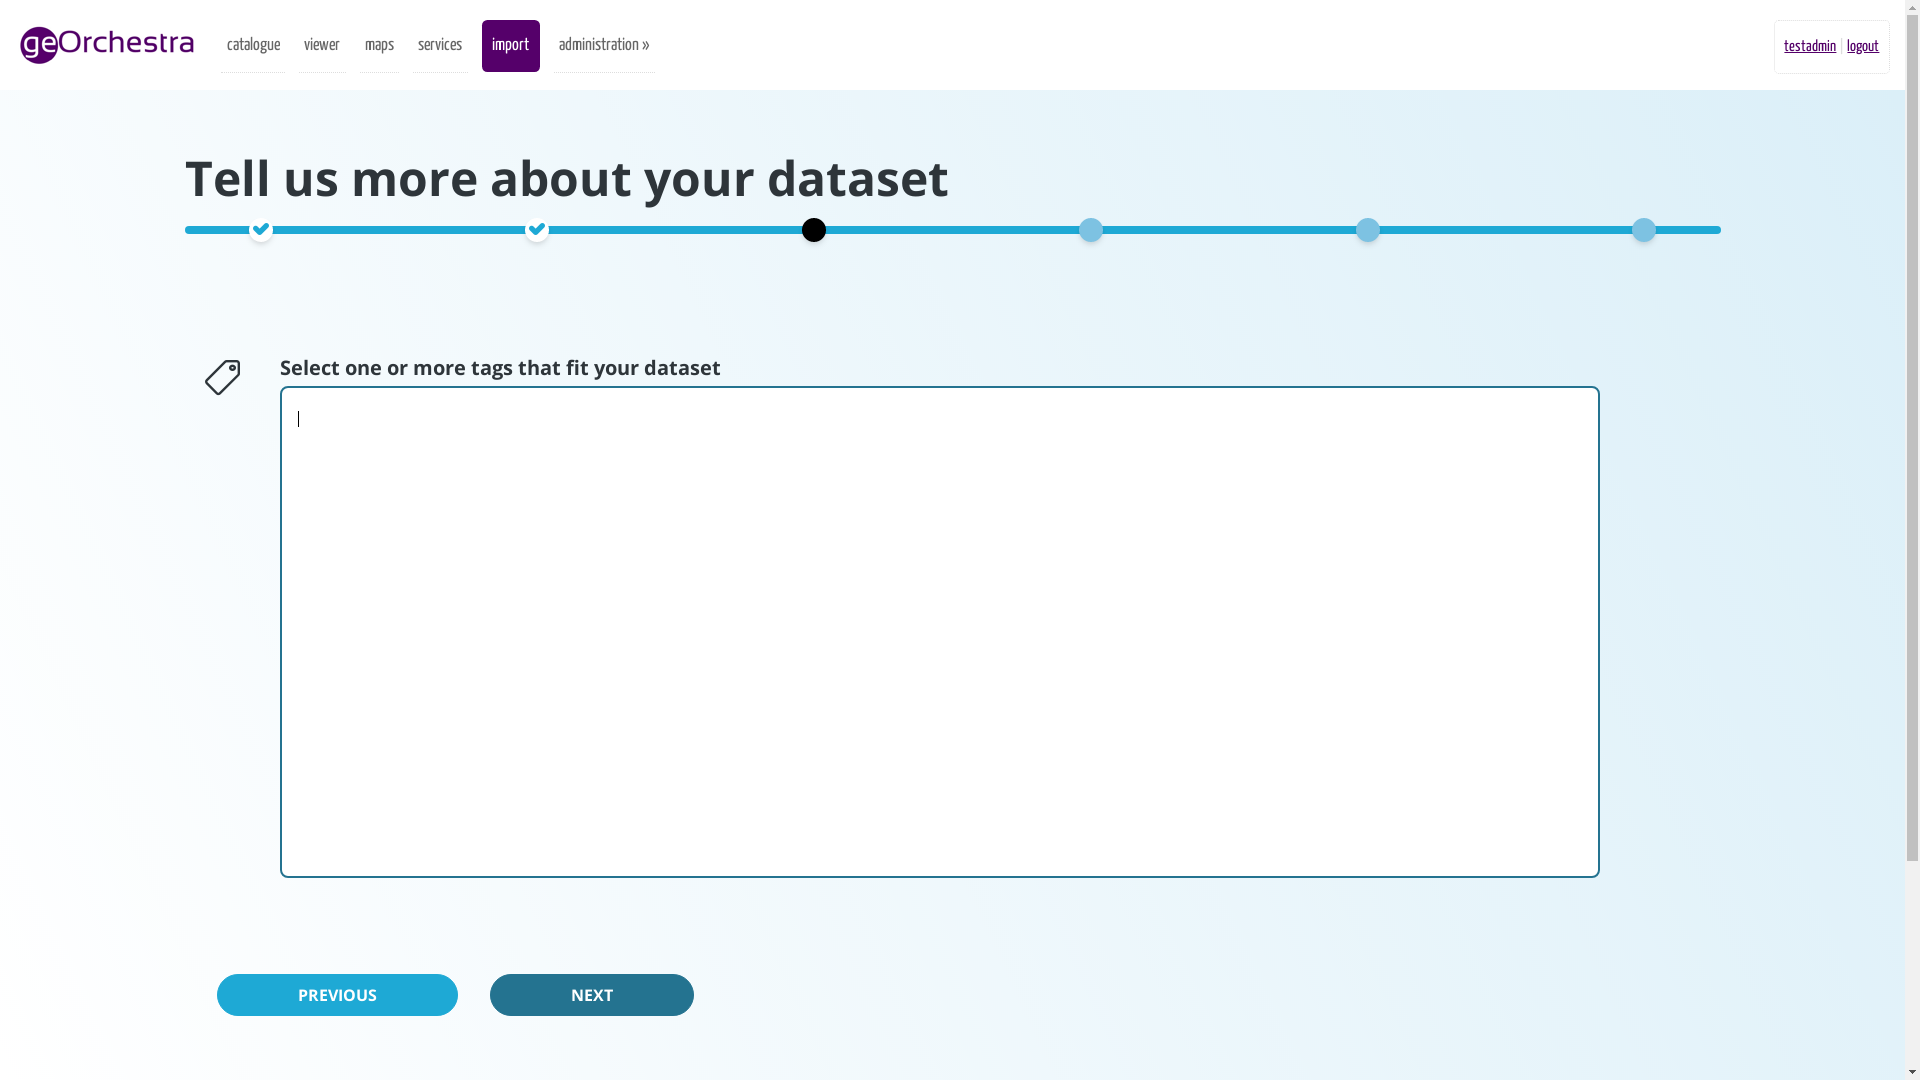 geOrchestra
catalogue
viewer
maps
services
import
administration »
testadmin
logout
Tell us more about your dataset
Select one or more tags that fit your dataset
PREVIOUS
NEXT